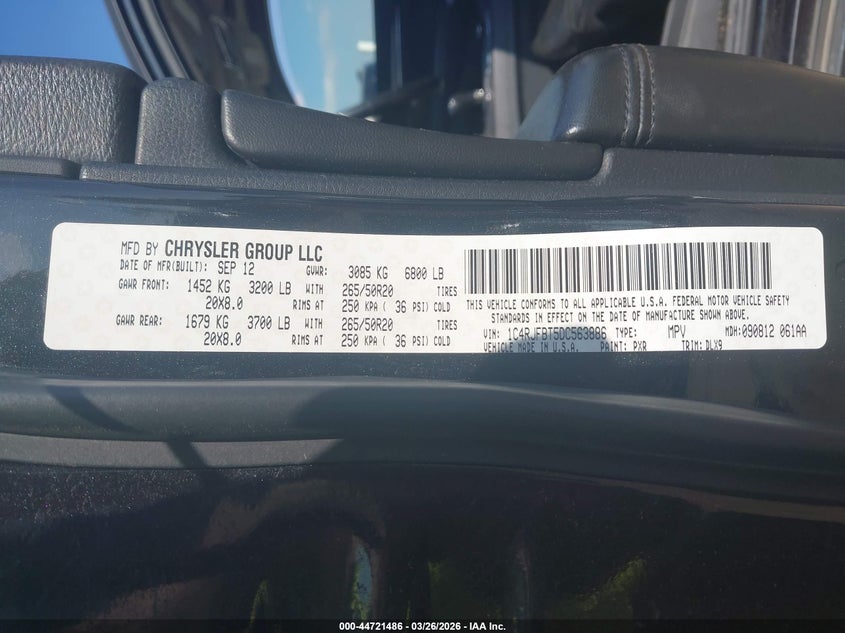 MFD BY CHRYSLER GROUP LLC
DATE OF MFR(BUILT): SEP 12 GVWR: 3085 KG 6800 LB
GAWR FRONT: 1452 KG 3200 LB WITH 265/50R20 TIRES
20X8.0 RIMS AT 250 KPA ( 36 PSI) COLD
GAWR REAR: 1679 KG 3700 LB WITH 265/50R20 TIRES
20X8.0 RIMS AT 250 KPA ( 36 PSI) COLD
THIS VEHICLE CONFORMS TO ALL APPLICABLE U.S.A. FEDERAL MOTOR VEHICLE SAFETY
STANDARDS IN EFFECT ON THE DATE OF MANUFACTURE SHOWN ABOVE.
VIN: 1C4RJFBT5DC563886 TYPE: MPV MDH: 090812 061AA
VEHICLE MADE IN U.S.A. PAINT: PXR TRIM: DLX9
000-44721486 - 03/26/2026 - IAA Inc.